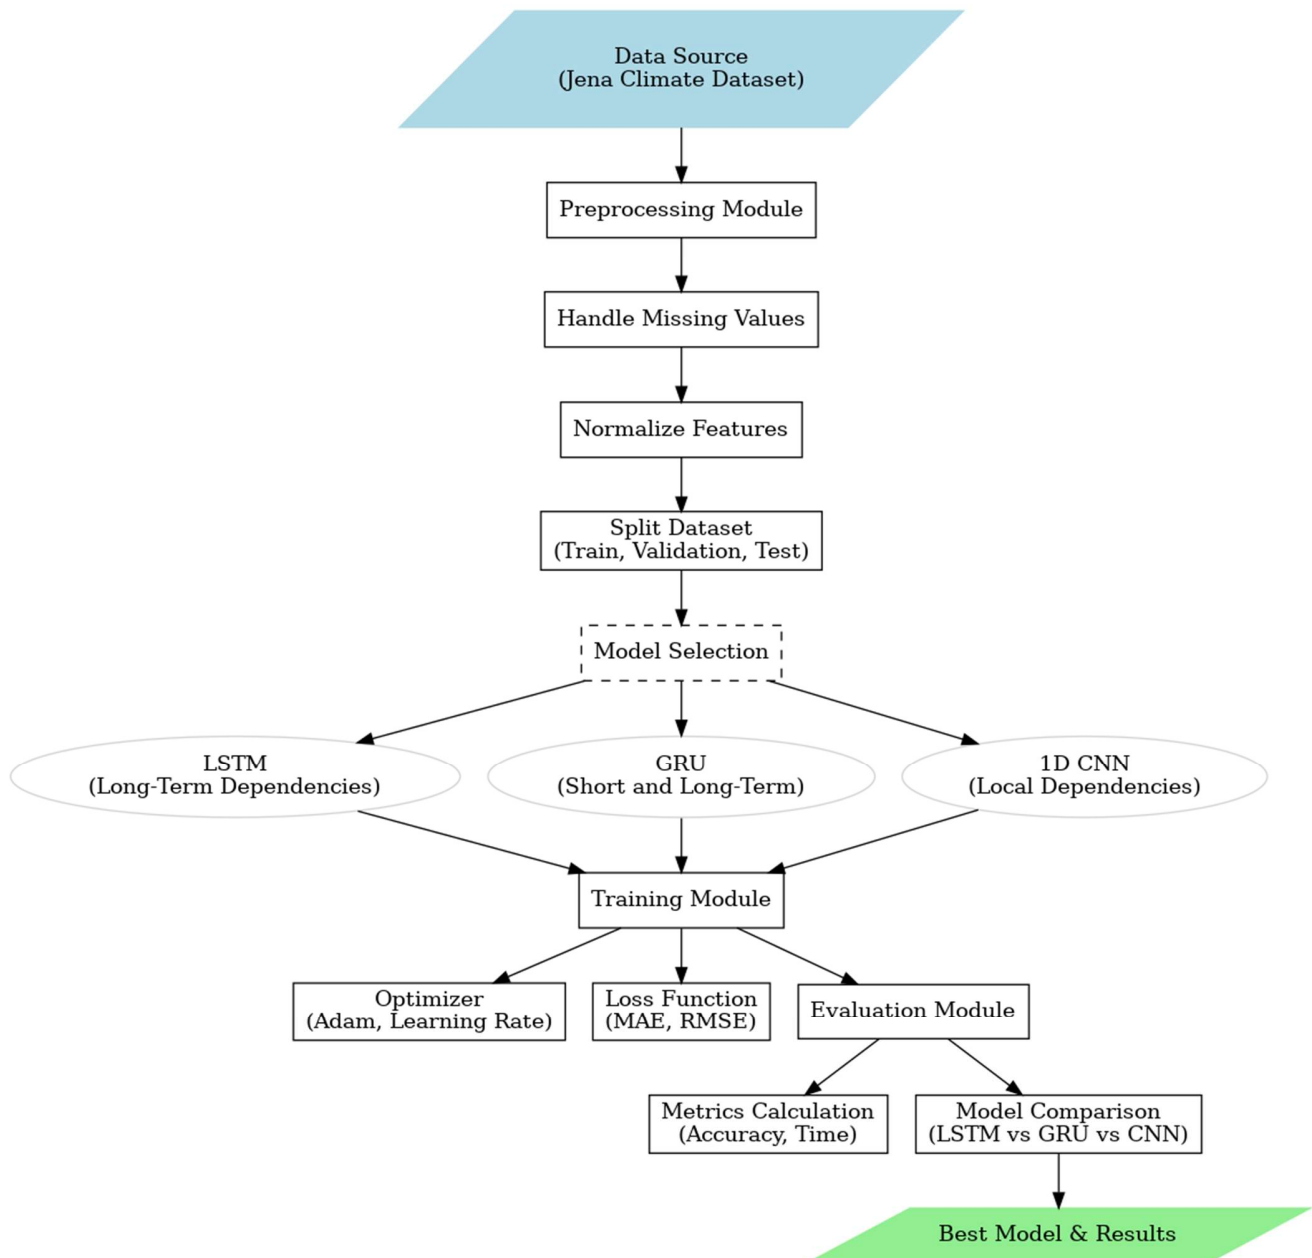 Data Source
(Jena Climate Dataset)
Preprocessing Module
Handle Missing Values
Normalize Features
Split Dataset
(Train, Validation, Test)
Model Selection
LSTM
(Long-Term Dependencies)
GRU
(Short and Long-Term)
1D CNN
(Local Dependencies)
Training Module
Optimizer
(Adam, Learning Rate)
Loss Function
(MAE, RMSE)
Evaluation Module
Metrics Calculation
(Accuracy, Time)
Model Comparison
(LSTM vs GRU vs CNN)
Best Model & Results